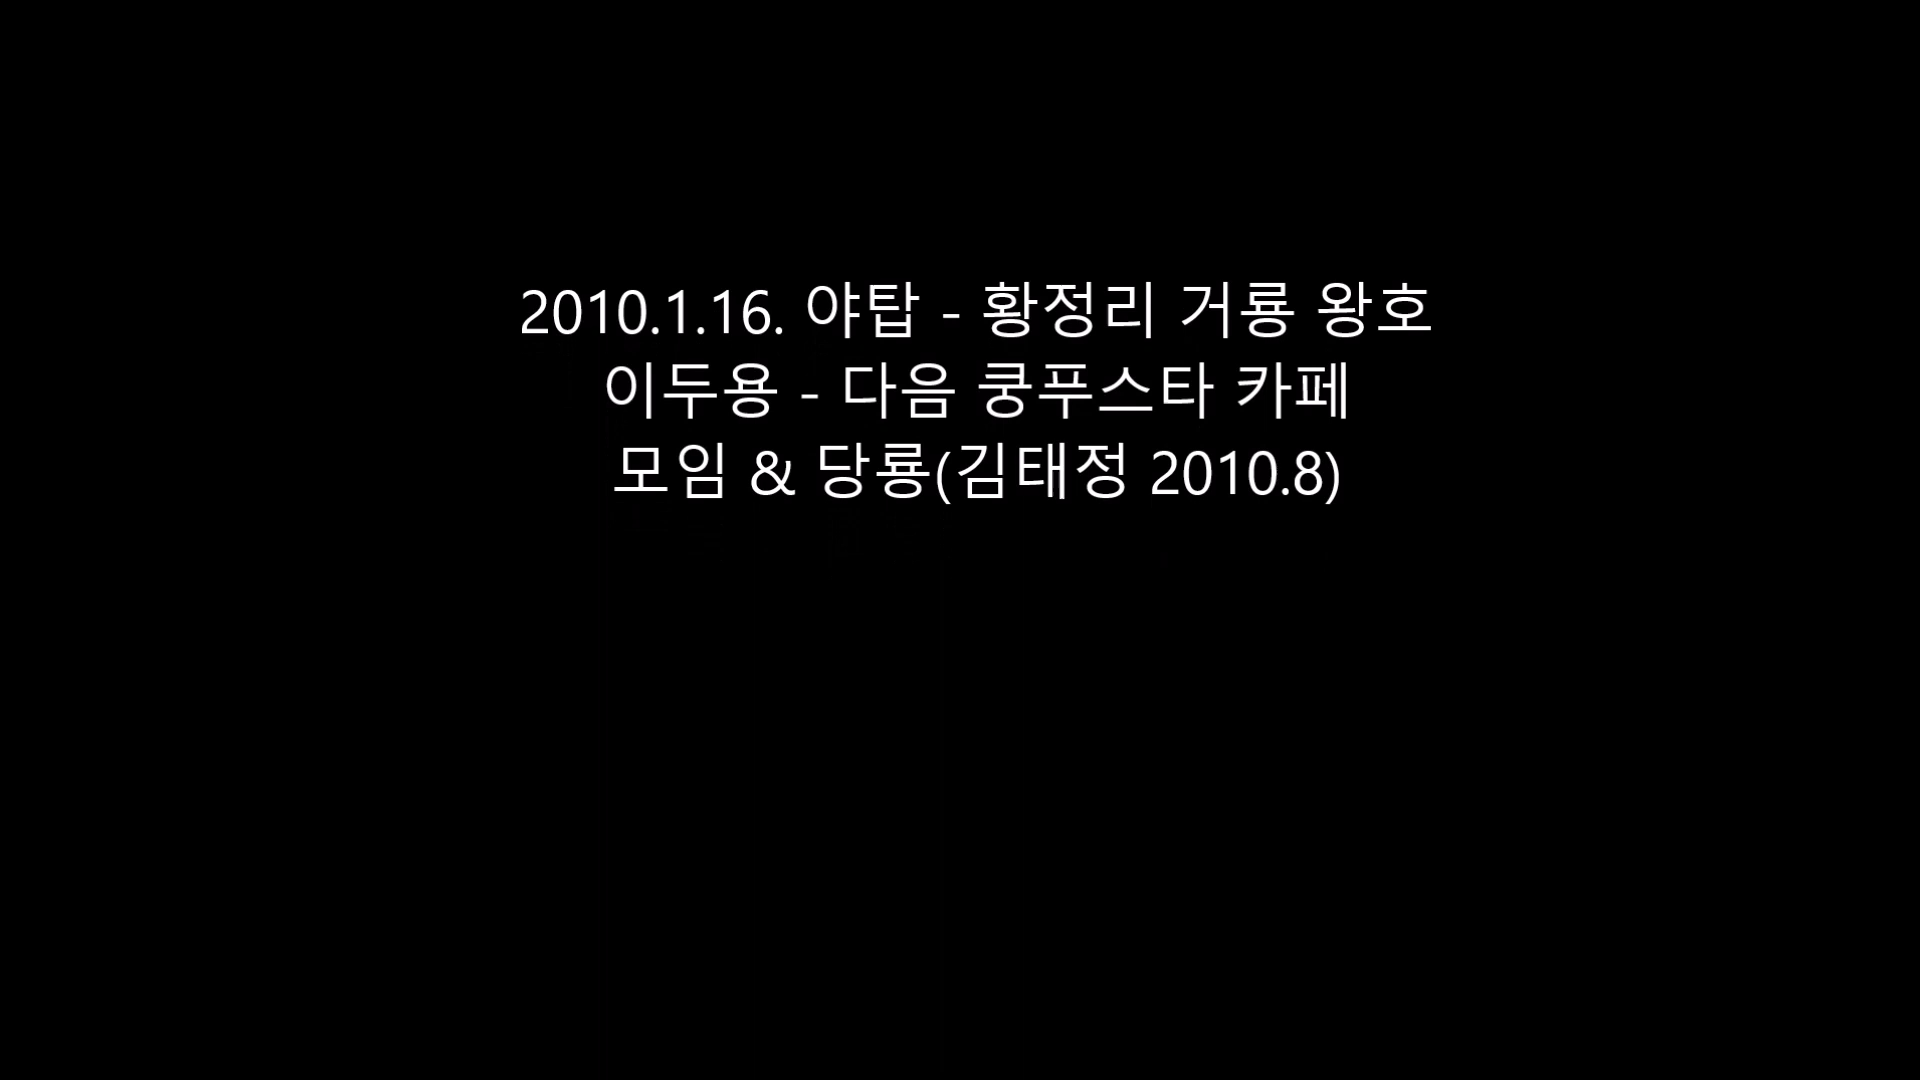 2010.1.16. 야탑 - 황정리 거룡 왕호
이두용 - 다음 쿵푸스타 카페
모임 & 당룡(김태정 2010.8)